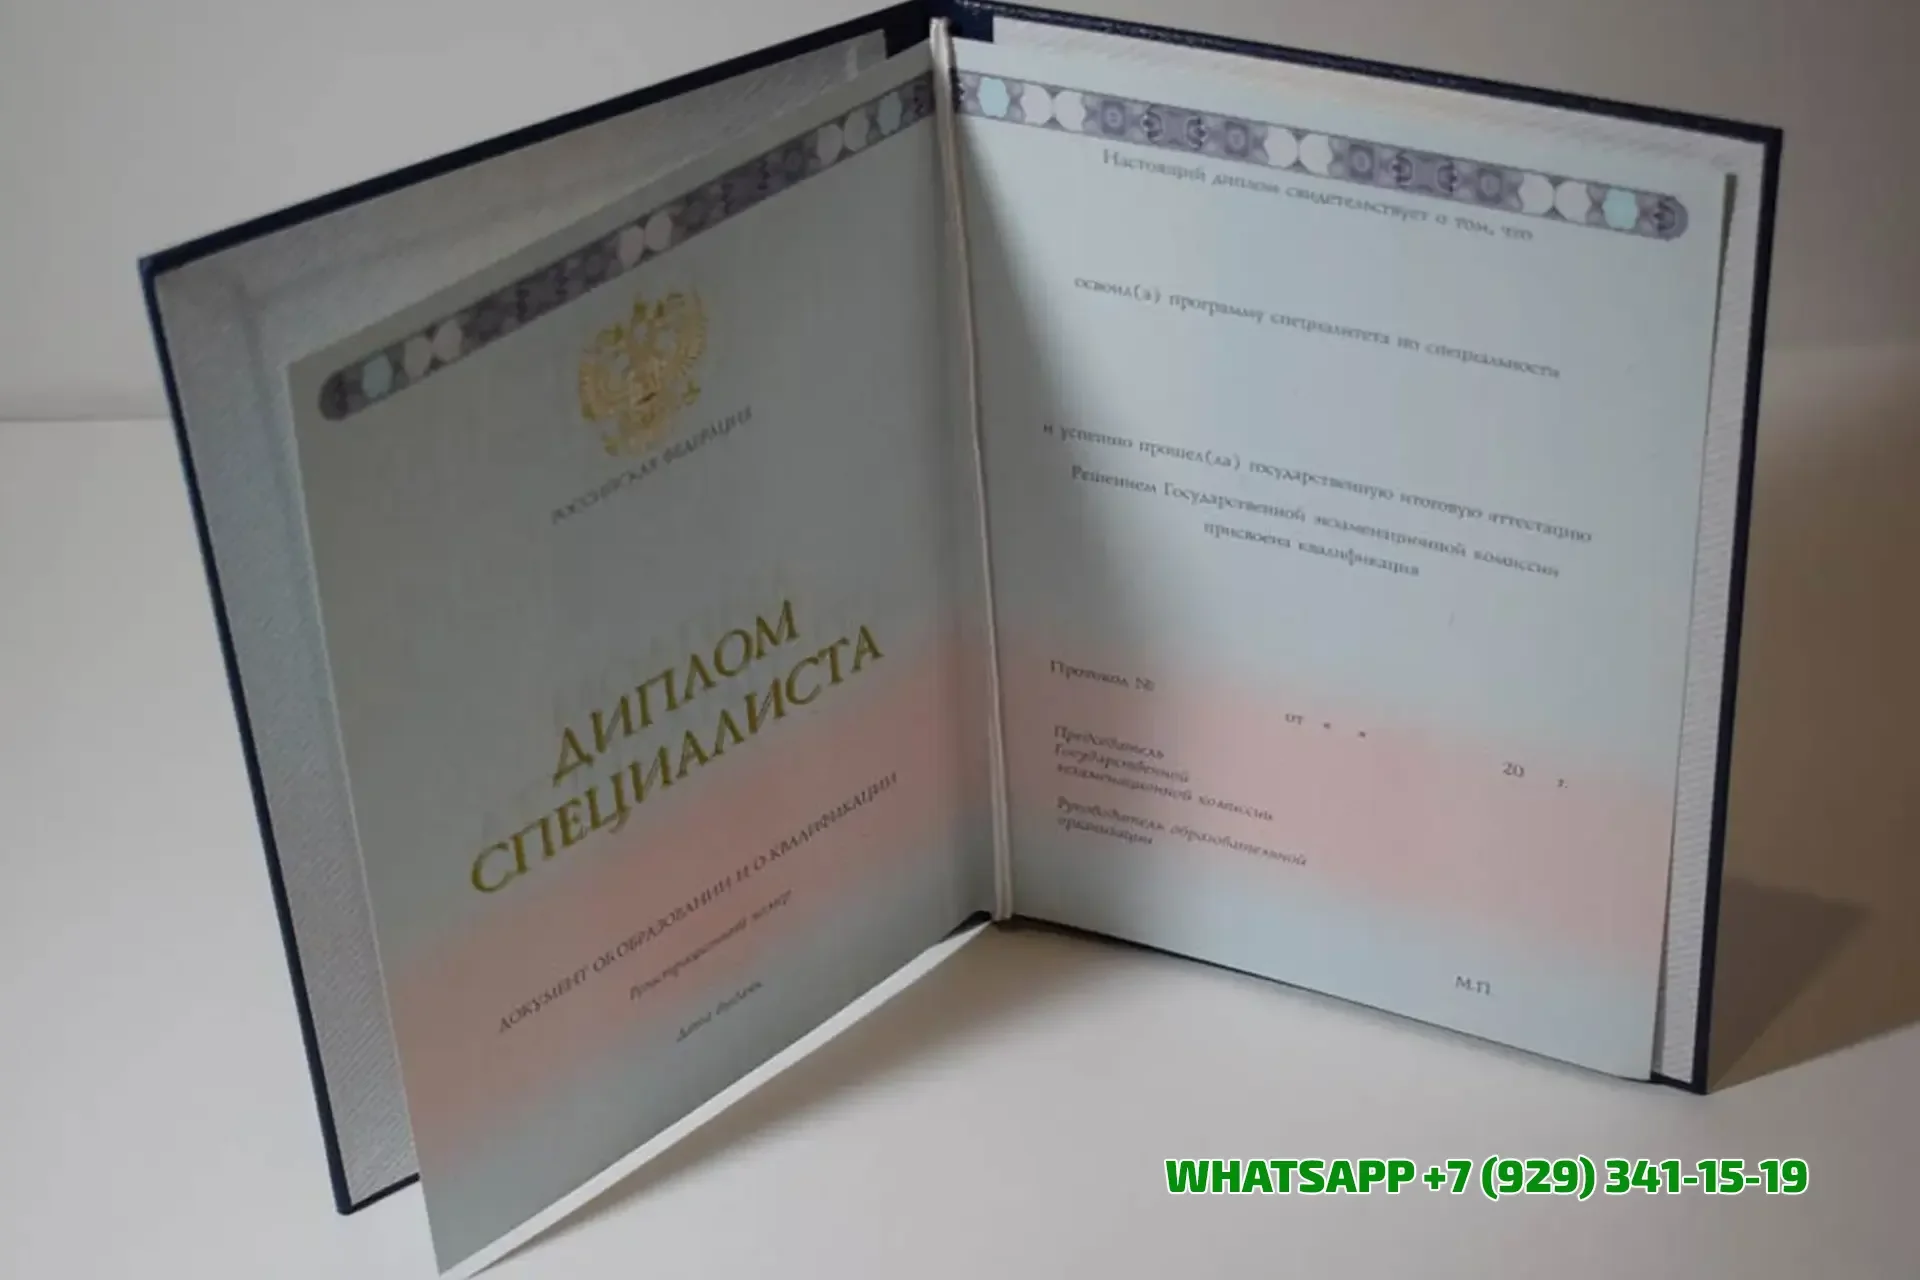 РОССИЙСКАЯ ФЕДЕРАЦИЯ
ДИПЛОМ
СПЕЦИАЛИСТА
ДОКУМЕНТ ОБ ОБРАЗОВАНИИ И О КВАЛИФИКАЦИИ
Регистрационный номер
Дата выдачи
Настоящий диплом свидетельствует о том, что
освоил(а) программу специалитета по специальности
и успешно прошел(ла) государственную итоговую аттестацию
Решением Государственной экзаменационной комиссии
присвоена квалификация
Протокол №
от « »
20 г.
Председатель
Государственной
экзаменационной комиссии
Руководитель образовательной
организации
М.П.
WHATSAPP +7 (929) 341-15-19